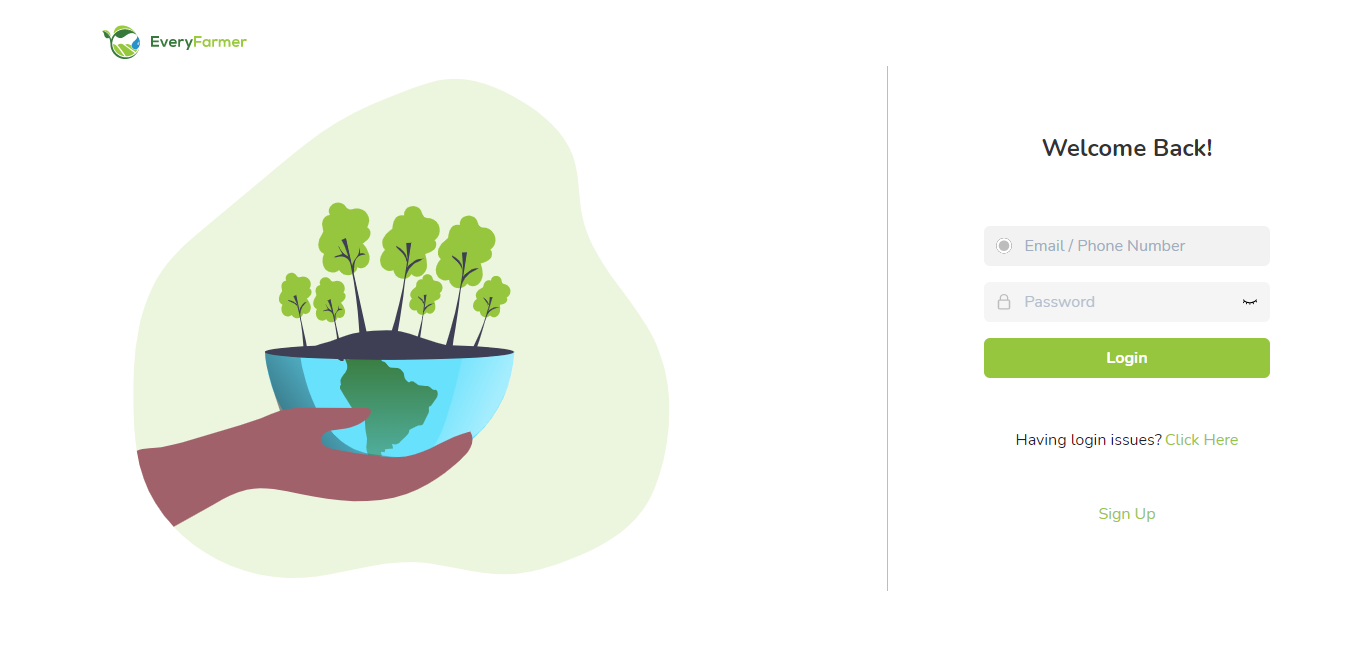 EveryFarmer
Welcome Back!
Email / Phone Number
Password
Login
Having login issues? Click Here
Sign Up